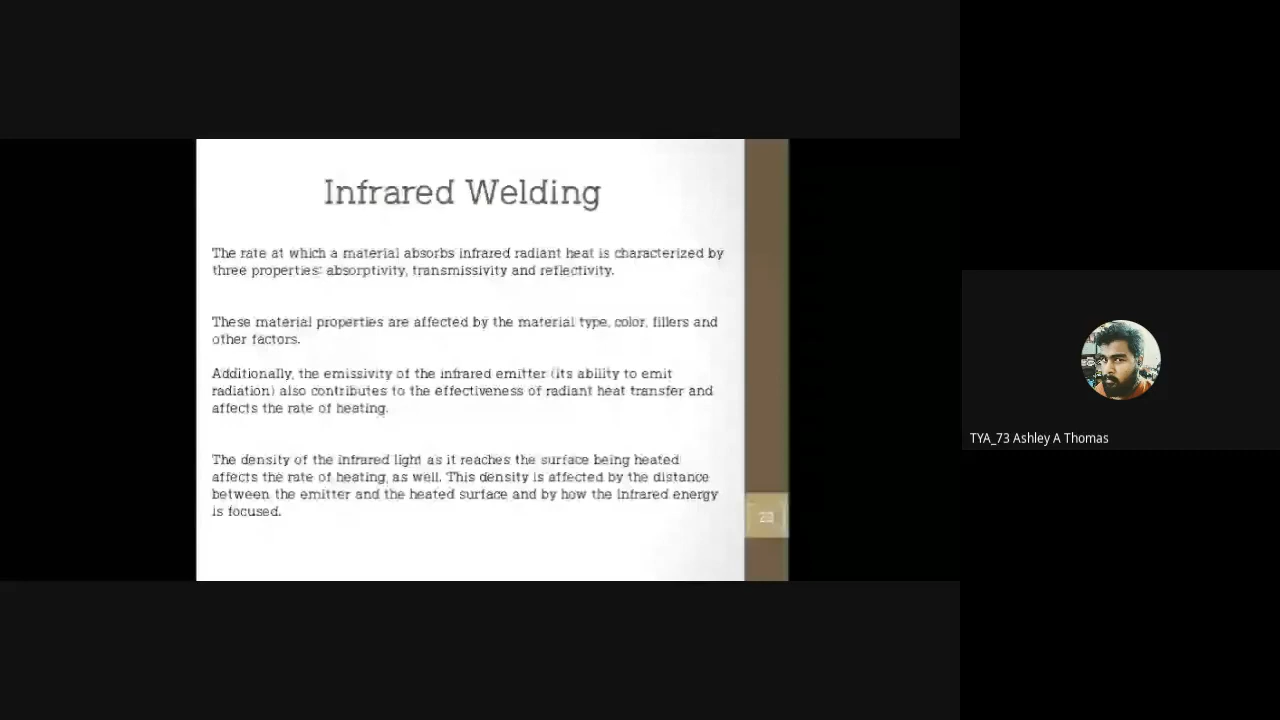 Infrared Welding
The rate at which a material absorbs infrared radiant heat is characterized by
three properties: absorptivity, transmissivity and reflectivity.
These material properties are affected by the material type, color, fillers and
other factors.
Additionally, the emissivity of the infrared emitter (its ability to emit
radiation) also contributes to the effectiveness of radiant heat transfer and
affects the rate of heating.
The density of the infrared light as it reaches the surface being heated
affects the rate of heating, as well. This density is affected by the distance
between the emitter and the heated surface and by how the infrared energy
is focused.
TYA_73 Ashley A Thomas